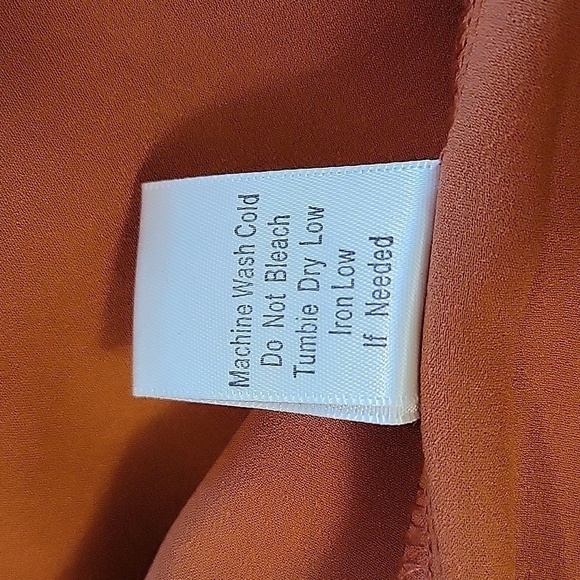 Machine Wash Cold
Do Not Bleach
Tumbie Dry Low
Iron Low
If Needed